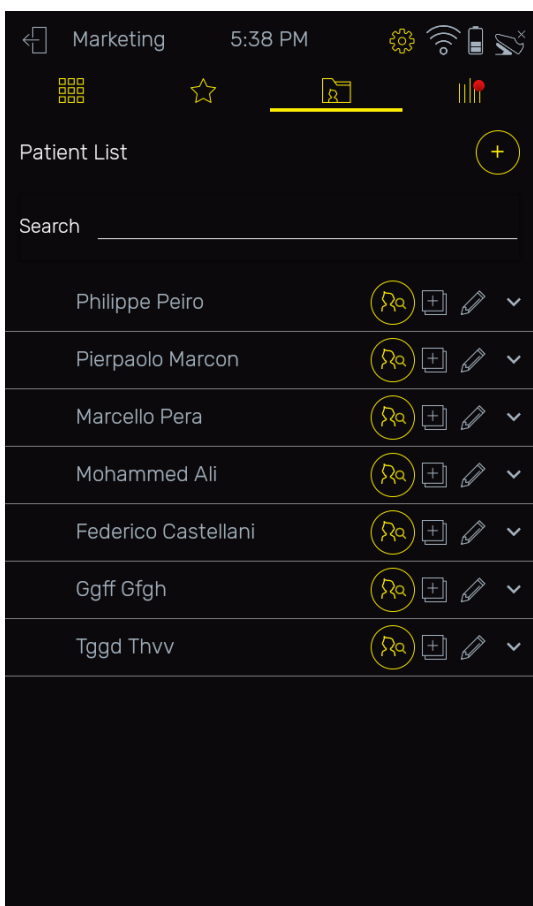 Marketing 5:38 PM
Patient List
+
Search
Philippe Peiro
Pierpaolo Marcon
Marcello Pera
Mohammed Ali
Federico Castellani
Ggff Gfgh
Tggd Thvv